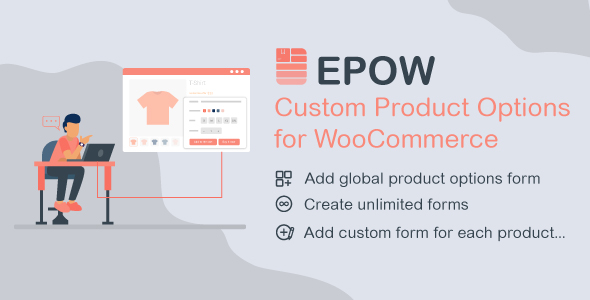 EPOW
Custom Product Options
for WooCommerce
Add global product options form
Create unlimited forms
Add custom form for each product...